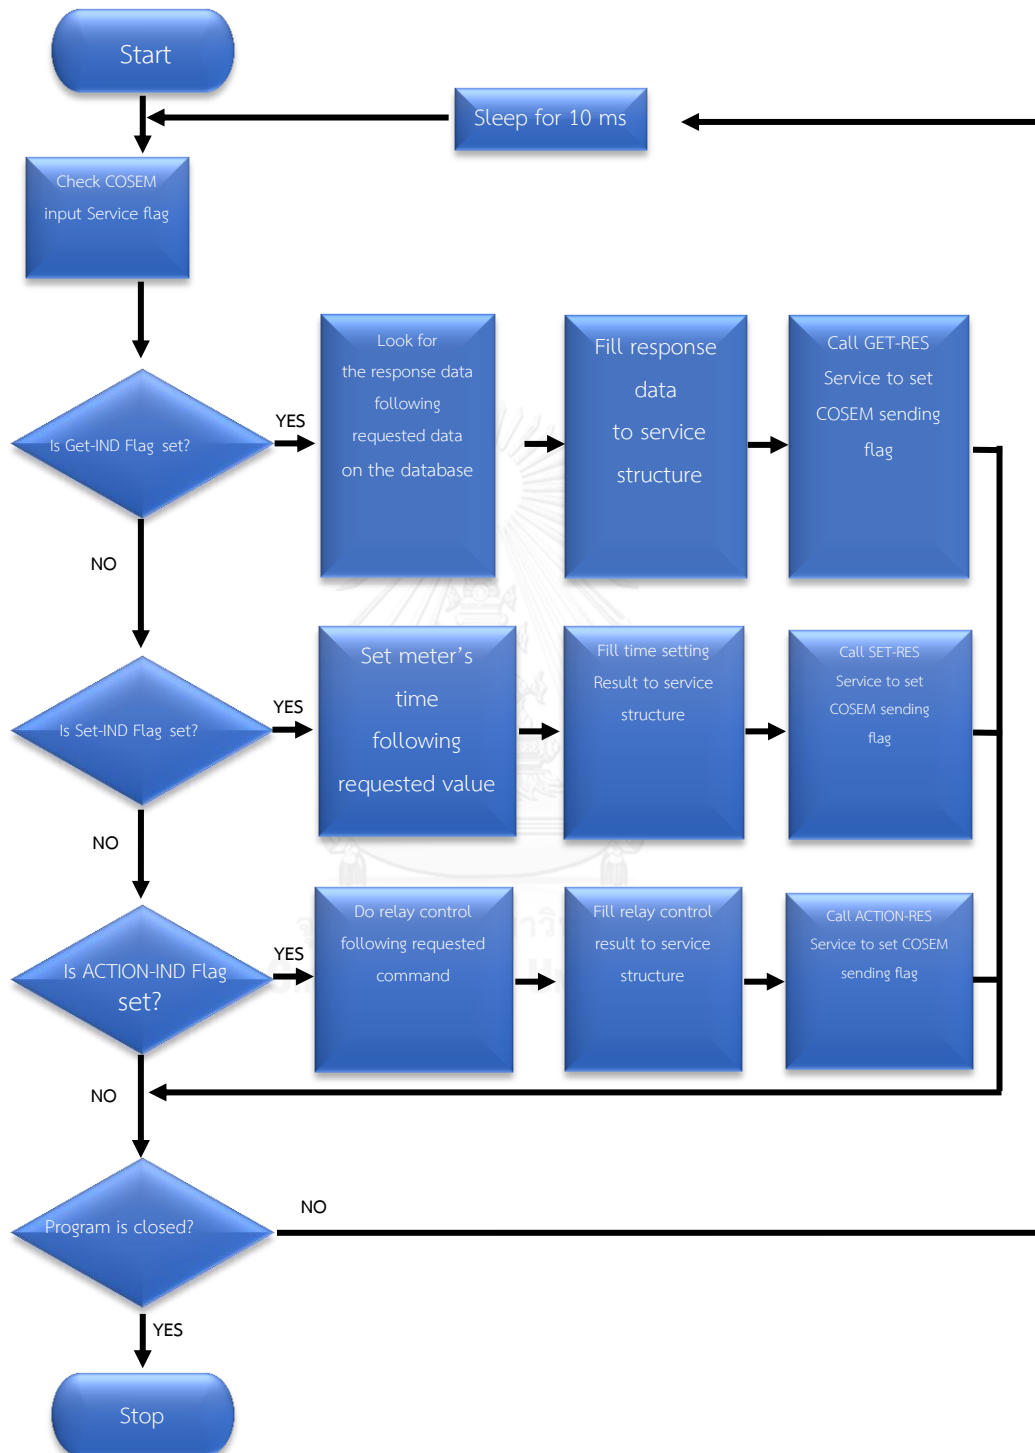 Start
Sleep for 10 ms
Check COSEM
input Service flag
Is Get-IND Flag set?
YES
Look for
the response data
following
requested data
on the database
Fill response
data
to service
structure
Call GET-RES
Service to set
COSEM sending
flag
NO
Is Set-IND Flag set?
YES
Set meter's
time
following
requested value
Fill time setting
Result to service
structure
Call SET-RES
Service to set
COSEM sending
flag
NO
Is ACTION-IND Flag
set?
YES
Do relay control
following requested
command
Fill relay control
result to service
structure
Call ACTION-RES
Service to set COSEM
sending flag
NO
Program is closed?
NO
YES
Stop